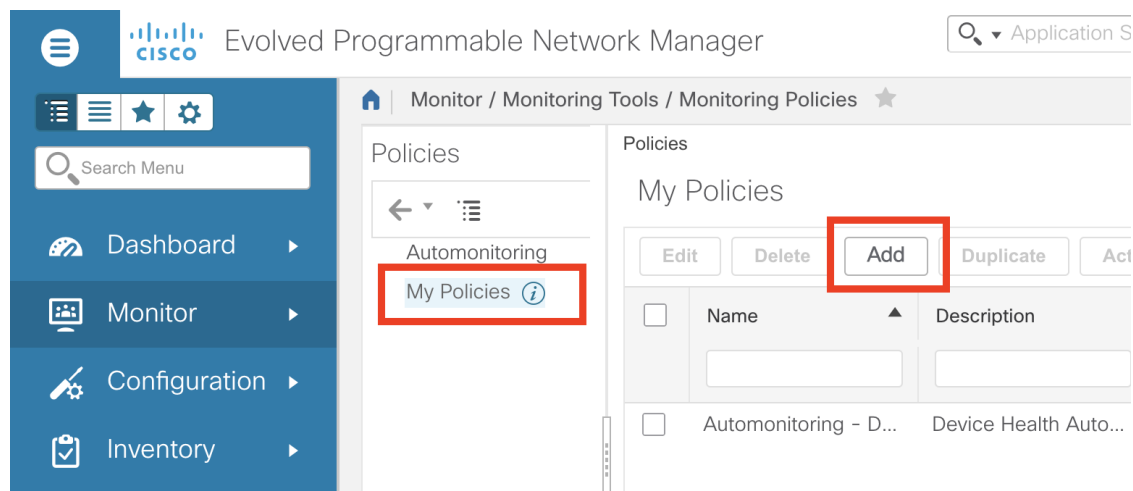 CISCO Evolved Programmable Network Manager
Application S
Monitor / Monitoring Tools / Monitoring Policies
Search Menu
Dashboard
Monitor
Configuration
Inventory
Policies
Automonitoring
My Policies
Policies
My Policies
Edit Delete Add Duplicate Act
Name Description
Automonitoring - D... Device Health Auto...